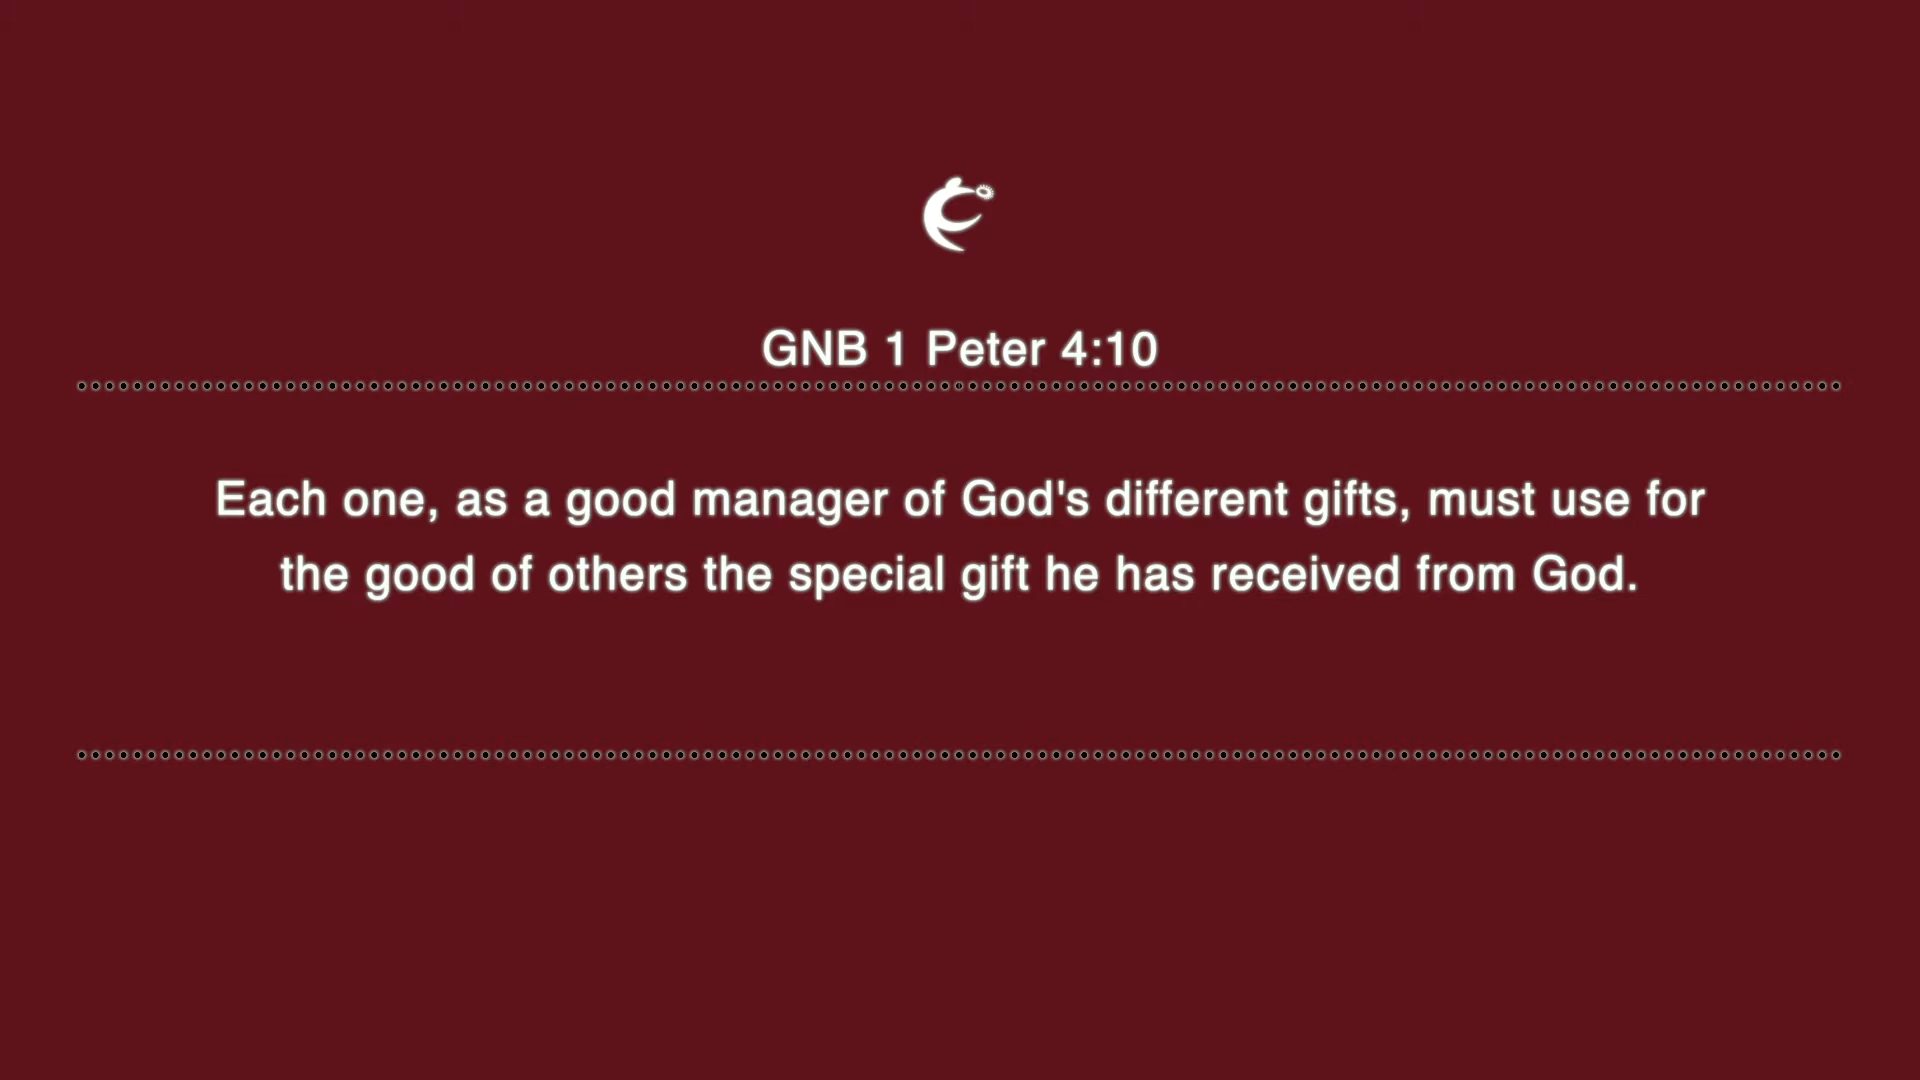 GNB 1 Peter 4:10
Each one, as a good manager of God's different gifts, must use for
the good of others the special gift he has received from God.